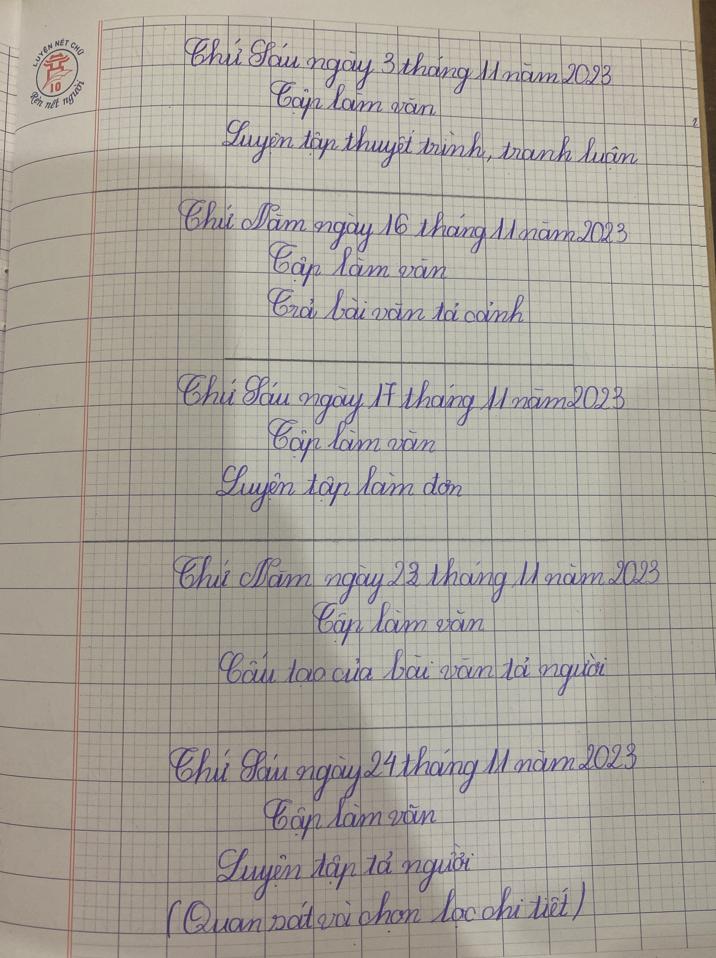 LUYỆN NÉT CHỮ
10
Rèn nết người
Thứ Sáu ngày 3 tháng 11 năm 2023
Tập làm văn
Luyện tập thuyết trình, tranh luận
Thứ Năm ngày 16 tháng 11 năm 2023
Tập làm văn
Trả bài văn tả cảnh
Thứ Sáu ngày 17 tháng 11 năm 2023
Tập làm văn
Luyện tập làm đơn
Thứ Năm ngày 23 tháng 11 năm 2023
Tập làm văn
Cấu tạo của bài văn tả người
Thứ Sáu ngày 24 tháng 11 năm 2023
Tập làm văn
Luyện tập tả người
(Quan sát và chọn lọc chi tiết)